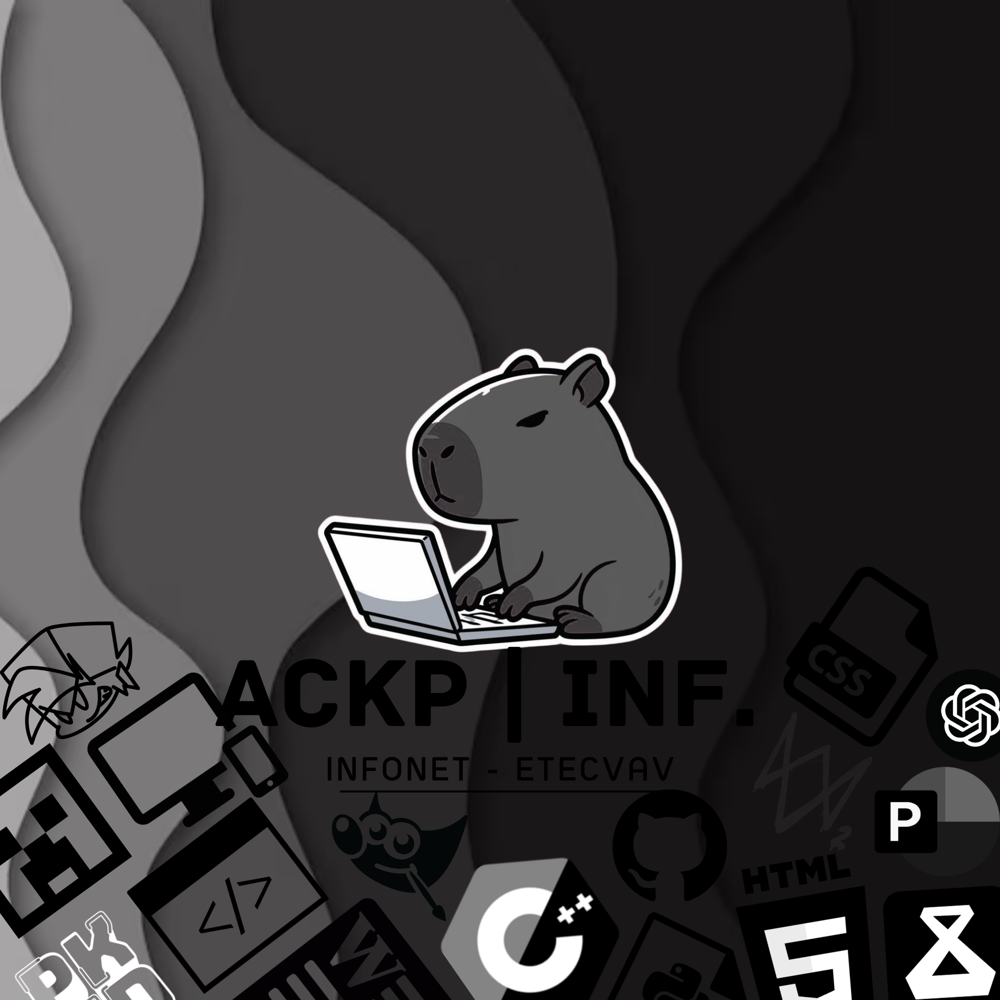 ACKP | INF.
INFONET - ETECVAV
CSS
P
HTML
</>
C++
5
W